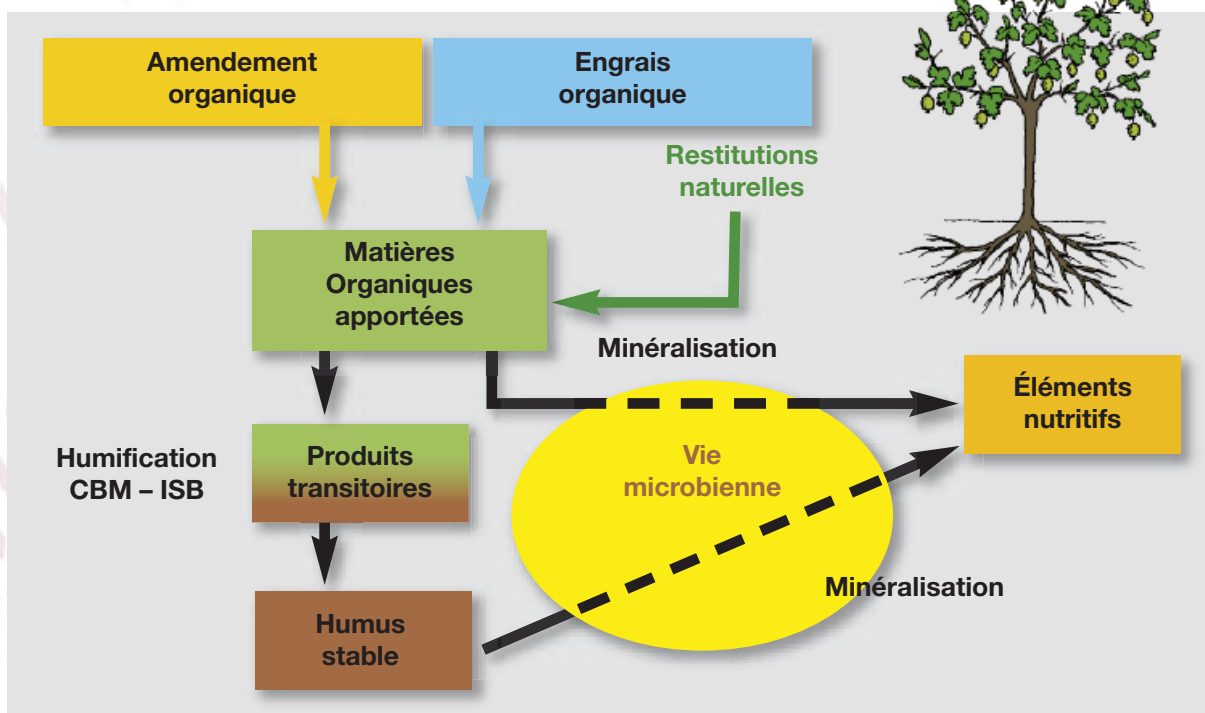 Amendement
organique
Engrais
organique
Restitutions
naturelles
Matières
Organiques
apportées
Minéralisation
Éléments
nutritifs
Humification
CBM – ISB
Produits
transitoires
Vie
microbienne
Minéralisation
Humus
stable